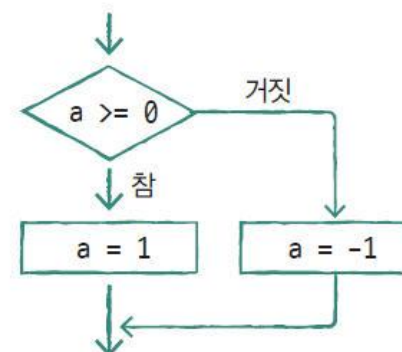 a >= 0
거짓
참
a = 1
a = -1